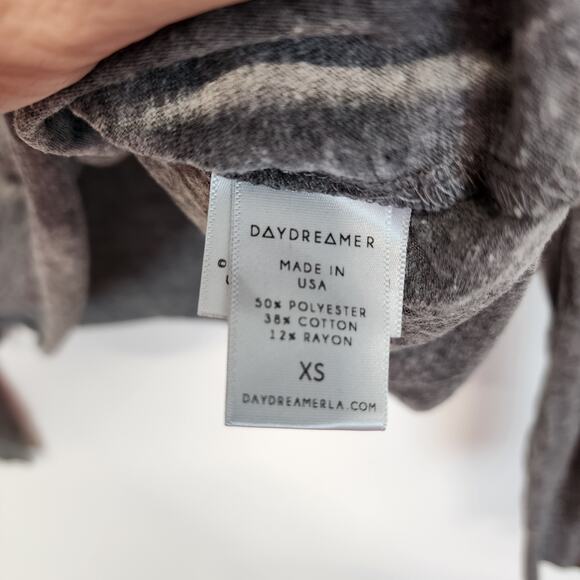 DAYDREAMER
MADE IN
USA
50% POLYESTER
38% COTTON
12% RAYON
XS
DAYDREAMERLA.COM